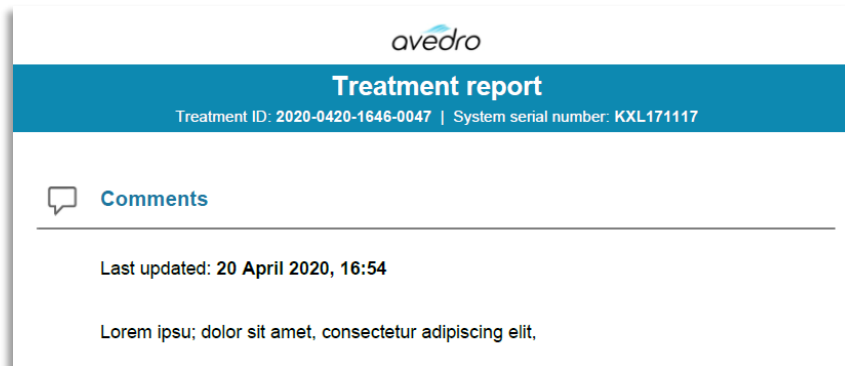 avedro
Treatment report
Treatment ID: 2020-0420-1646-0047 | System serial number: KXL171117
Comments
Last updated: 20 April 2020, 16:54
Lorem ipsu; dolor sit amet, consectetur adipiscing elit,